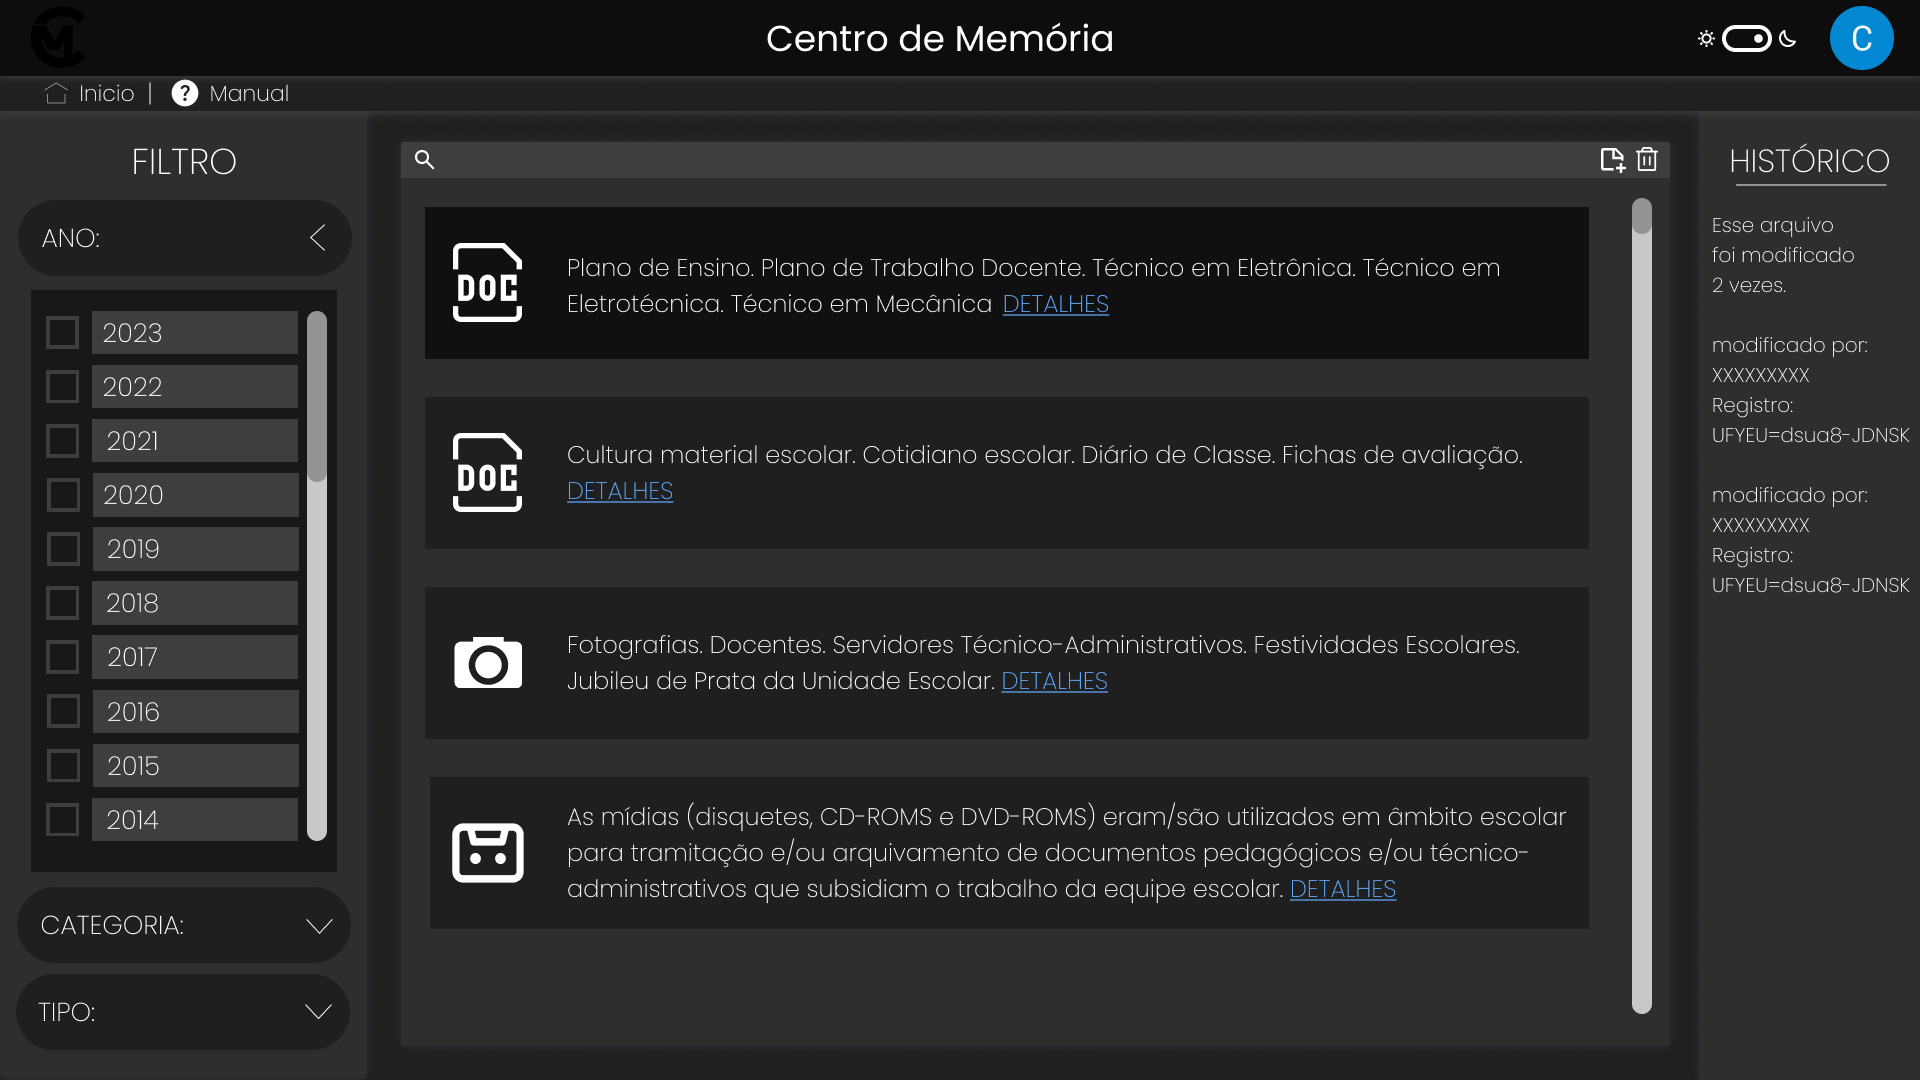 Centro de Memória
C
Inicio | ? Manual
FILTRO
ANO:
2023
2022
2021
2020
2019
2018
2017
2016
2015
2014
CATEGORIA:
TIPO:
DOC
Plano de Ensino. Plano de Trabalho Docente. Técnico em Eletrônica. Técnico em
Eletrotécnica. Técnico em Mecânica DETALHES
DOC
Cultura material escolar. Cotidiano escolar. Diário de Classe. Fichas de avaliação.
DETALHES
Fotografias. Docentes. Servidores Técnico-Administrativos. Festividades Escolares.
Jubileu de Prata da Unidade Escolar. DETALHES
As mídias (disquetes, CD-ROMS e DVD-ROMS) eram/são utilizados em âmbito escolar
para tramitação e/ou arquivamento de documentos pedagógicos e/ou técnico-
administrativos que subsidiam o trabalho da equipe escolar. DETALHES
HISTÓRICO
Esse arquivo
foi modificado
2 vezes.
modificado por:
XXXXXXXXX
Registro:
UFYEU=dsua8-JDNSK
modificado por:
XXXXXXXXX
Registro:
UFYEU=dsua8-JDNSK